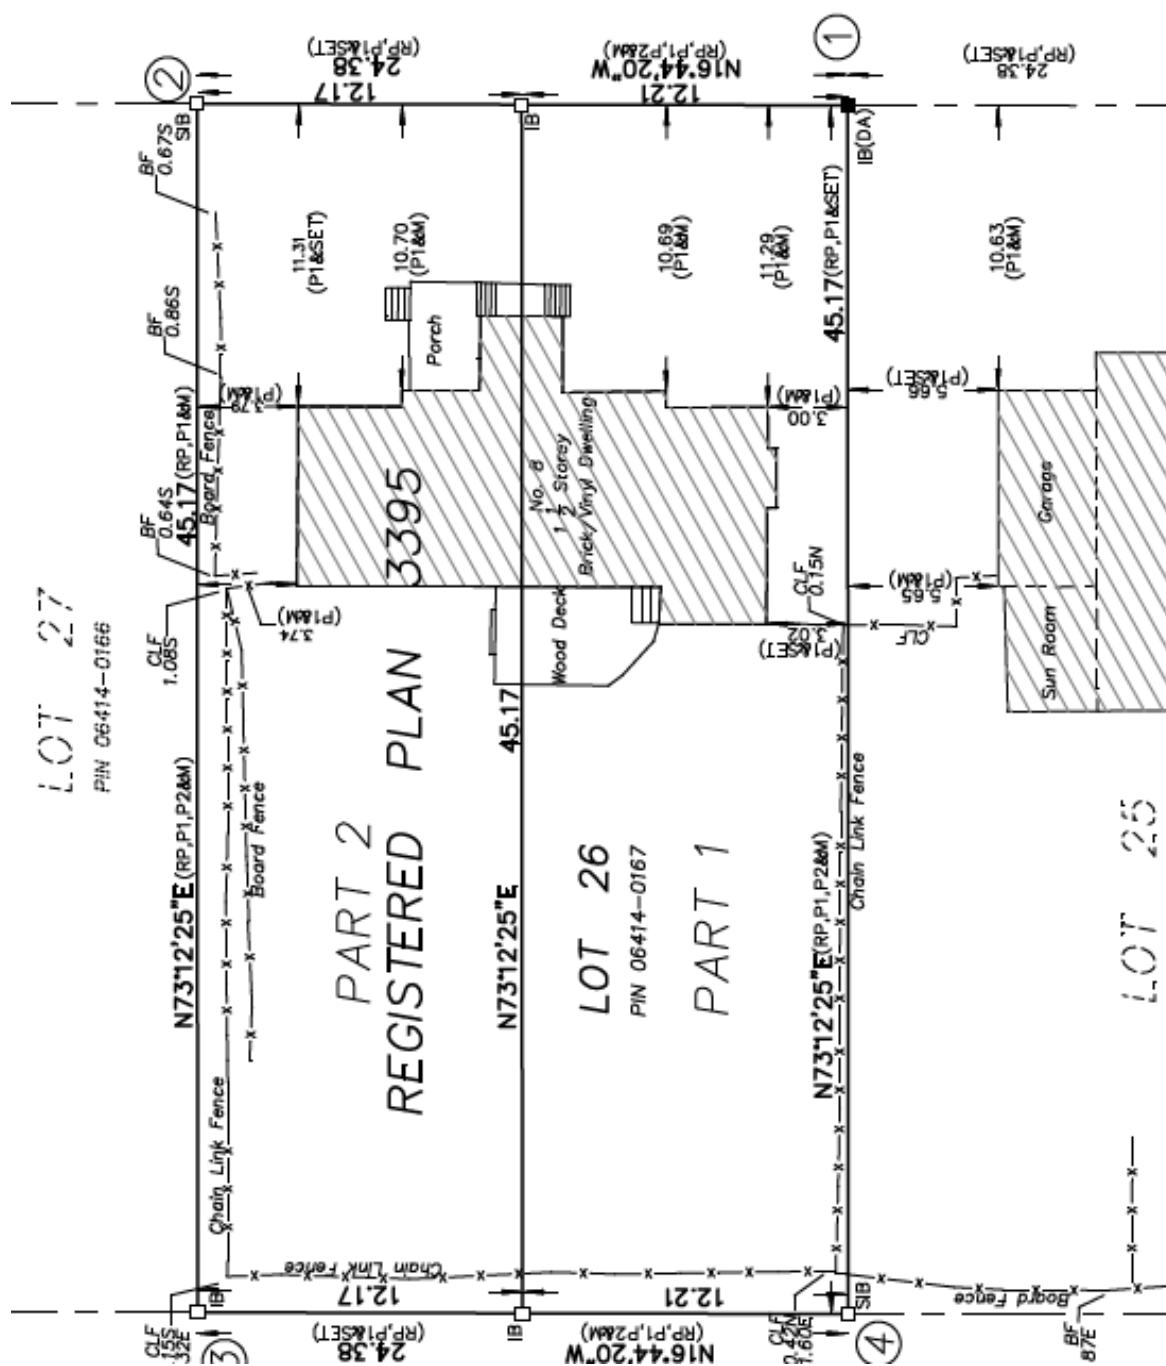 (RP,P1&SET)
24.38
12.17
(RP,P1,P2&M)
N16°44'20"W
12.21
(RP,P1&SET)
24.38
2
1
SIB
IB
IB(DA)
BF
0.67S
BF
0.86S
BF
0.64S
CLF
1.08S
11.31
(P1&SET)
10.70
(P1&M)
10.69
(P1&M)
11.29
(P1&M)
10.63
(P1&M)
45.17(RP,P1&SET)
45.17(RP,P1&M)
Board Fence
3.79
(P1&M)
3.74
(P1&M)
Porch
No. 8
1 1/2 Storey
Brick/Vinyl Dwelling
Wood Deck
3.00
(P1&M)
3.02
(P1&SET)
CLF
0.15N
5.66
(P1&SET)
5.65
(P1&M)
CLF
Garage
Sun Room
LOT 27
PIN 06414-0166
PART 2
REGISTERED PLAN 3395
LOT 26
PIN 06414-0167
PART 1
LOT 25
N73°12'25"E(RP,P1,P2&M)
N73°12'25"E
45.17
N73°12'25"E(RP,P1,P2&M)
Board Fence
Chain Link Fence
Chain Link Fence
Chain Link Fence
Board Fence
12.17
24.38
(RP,P1&SET)
12.21
N16°44'20"W
(RP,P1,P2&M)
IB
IB
SIB
3
4
CLF
CLF
BF